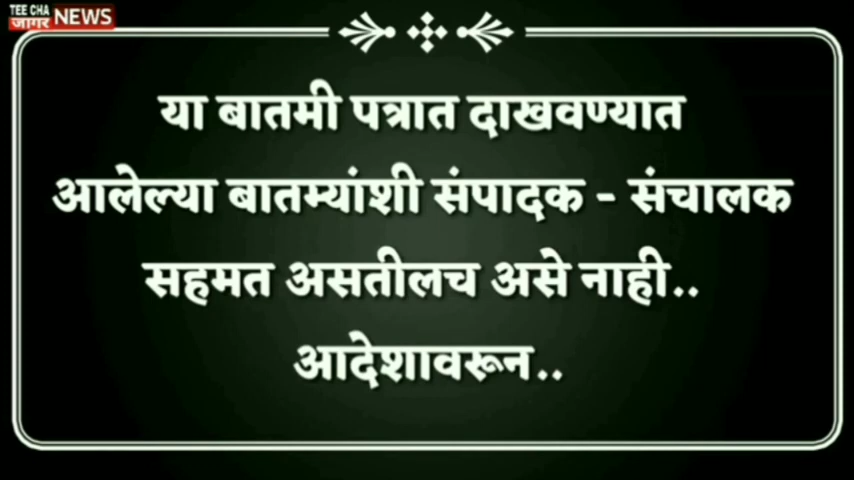 TEE CHA
जागर NEWS
या बातमी पत्रात दाखवण्यात
आलेल्या बातम्यांशी संपादक - संचालक
सहमत असतीलच असे नाही..
आदेशावरून..